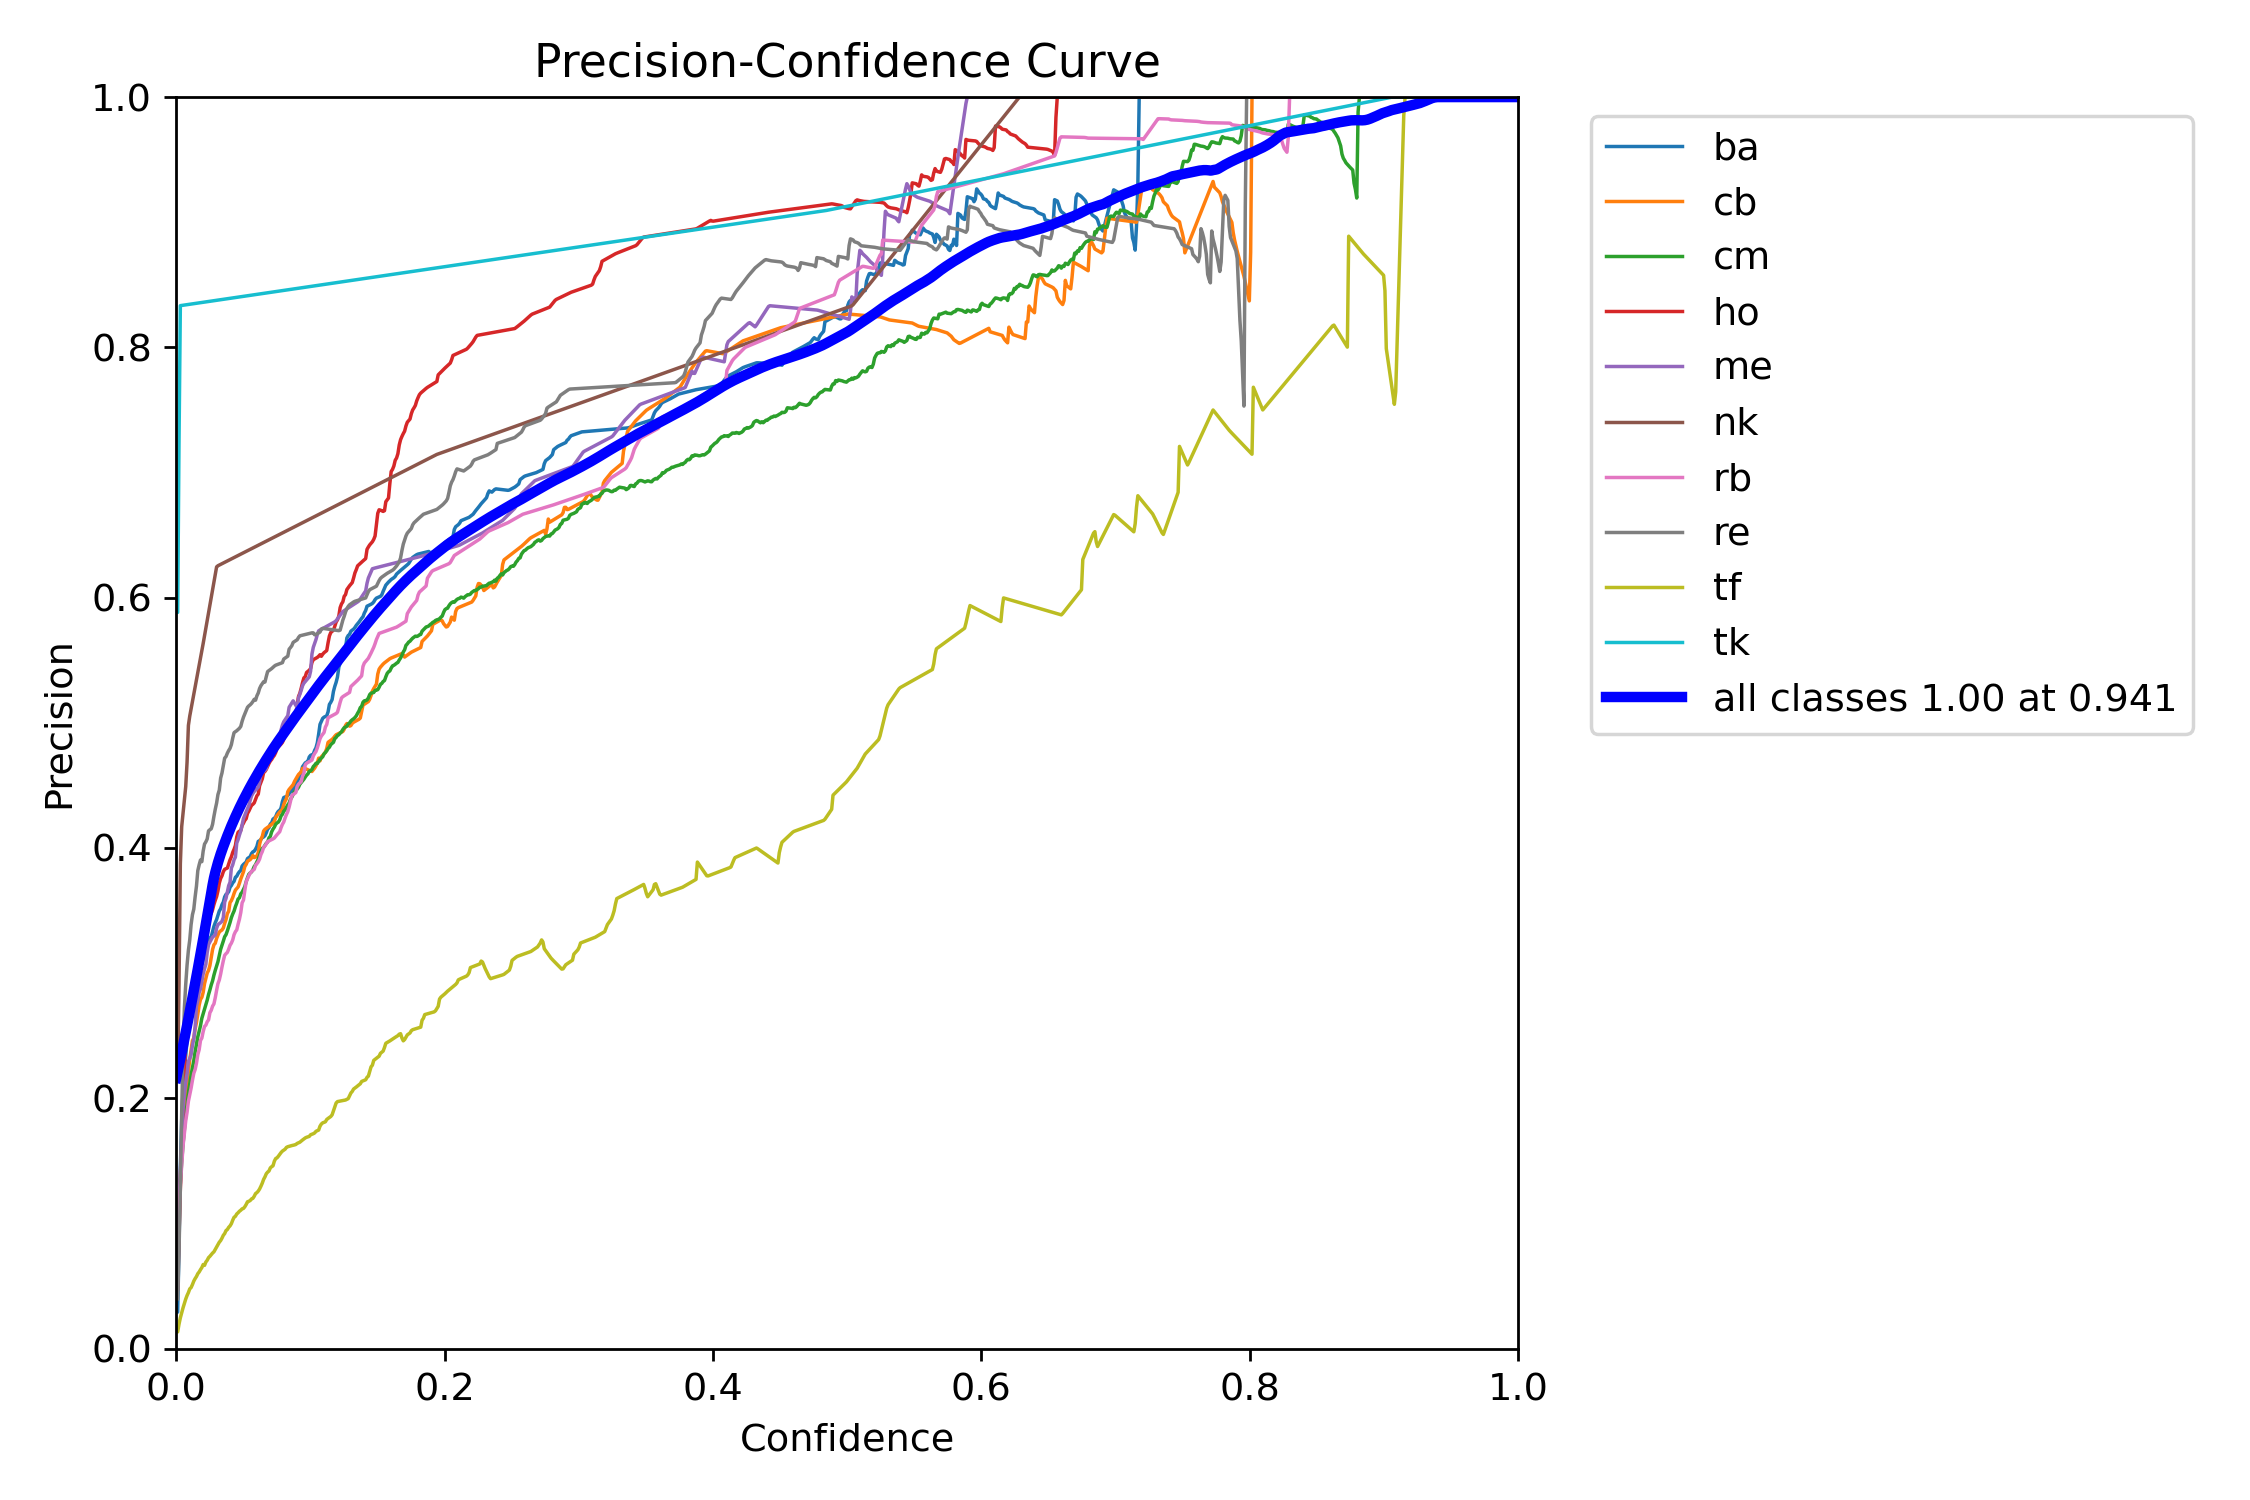 Precision-Confidence Curve
1.0
0.8
0.6
0.4
0.2
0.0
Precision
0.0 0.2 0.4 0.6 0.8 1.0
Confidence
ba
cb
cm
ho
me
nk
rb
re
tf
tk
all classes 1.00 at 0.941